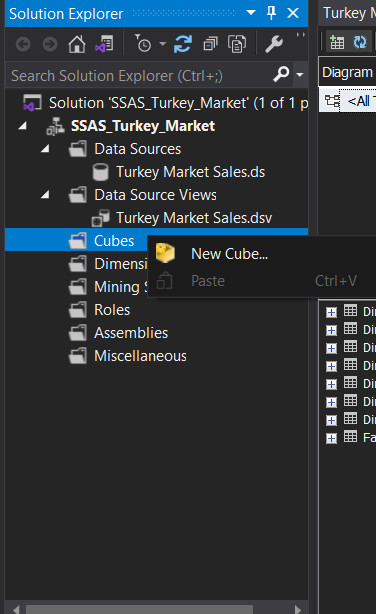 Solution Explorer
Turkey M
Search Solution Explorer (Ctrl+;)
Diagram
Solution 'SSAS_Turkey_Market' (1 of 1 p
<All T
SSAS_Turkey_Market
Data Sources
Turkey Market Sales.ds
Data Source Views
Turkey Market Sales.dsv
Cubes
New Cube...
Dimensi
Paste Ctrl+V
Mining S
Roles
Assemblies
Miscellaneous
Di
Di
Di
Di
Di
Di
Di
Fa